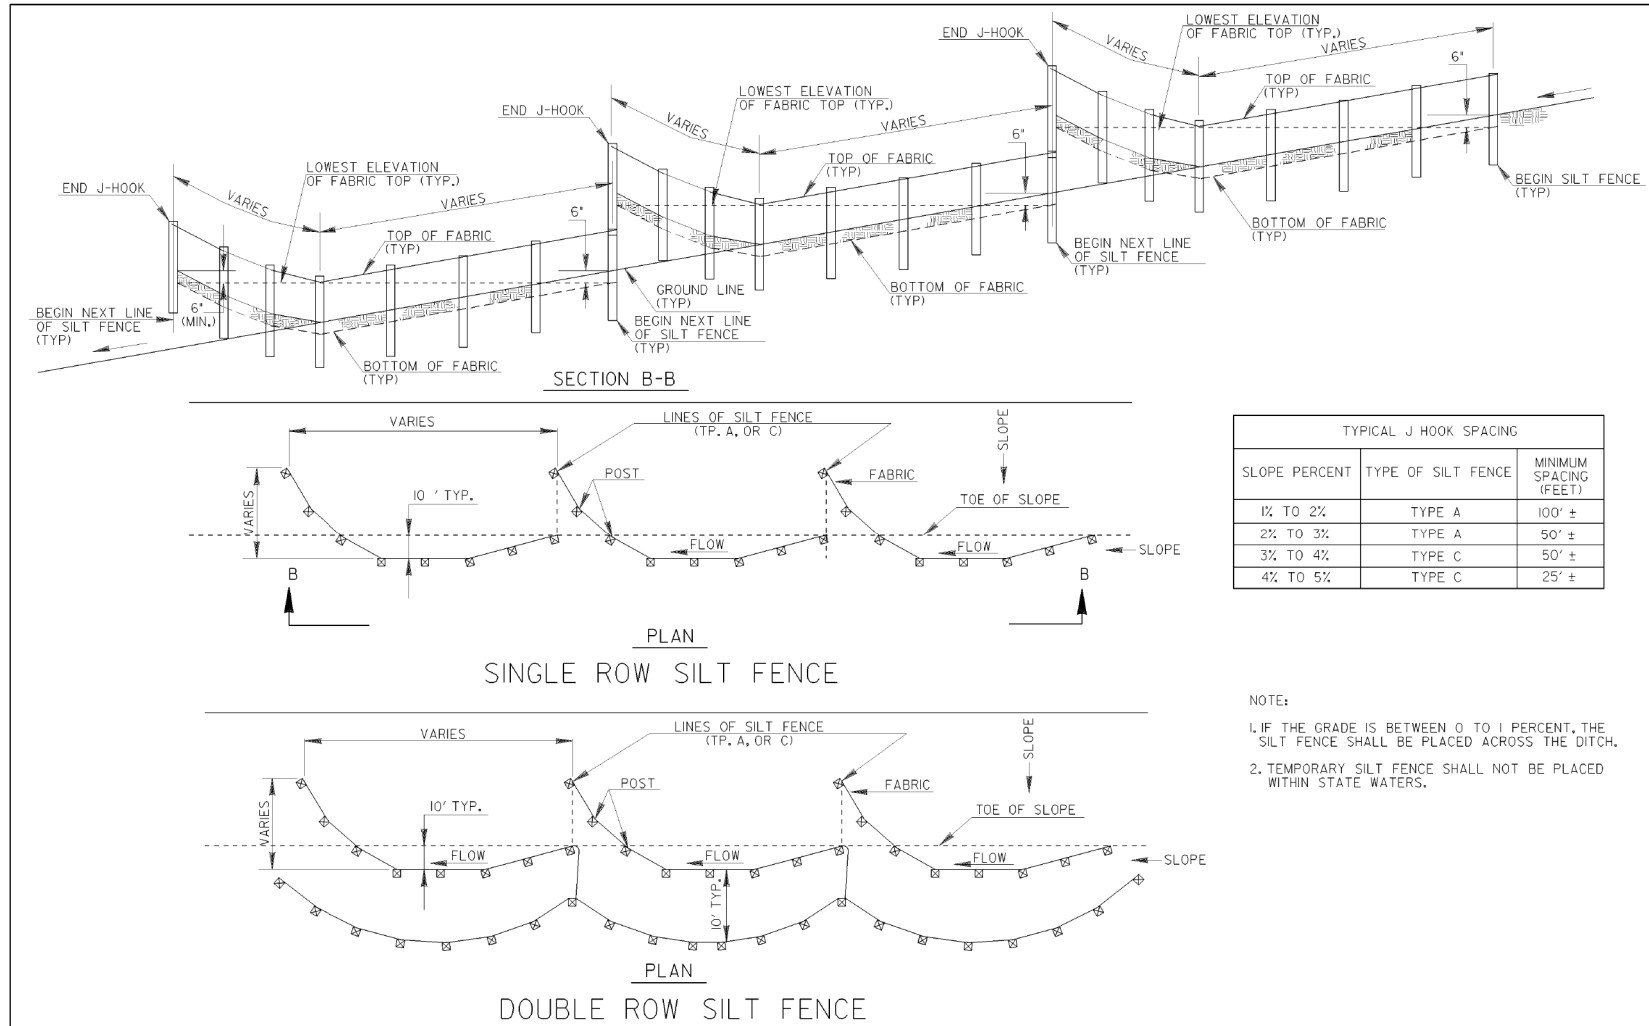 END J-HOOK
LOWEST ELEVATION
OF FABRIC TOP (TYP.)
VARIES
VARIES
6"
TOP OF FABRIC
(TYP)
BEGIN SILT FENCE
(TYP)
BOTTOM OF FABRIC
(TYP)
END J-HOOK
LOWEST ELEVATION
OF FABRIC TOP (TYP.)
VARIES
VARIES
6"
TOP OF FABRIC
(TYP)
BEGIN NEXT LINE
OF SILT FENCE
(TYP)
BOTTOM OF FABRIC
(TYP)
END J-HOOK
LOWEST ELEVATION
OF FABRIC TOP (TYP.)
VARIES
VARIES
6"
TOP OF FABRIC
(TYP)
GROUND LINE
(TYP)
BEGIN NEXT LINE
OF SILT FENCE
(TYP)
6"
(MIN.)
BEGIN NEXT LINE
OF SILT FENCE
(TYP)
BOTTOM OF FABRIC
(TYP)
SECTION B-B
VARIES
LINES OF SILT FENCE
(TP. A, OR C)
SLOPE
POST
FABRIC
VARIES
10 ' TYP.
TOE OF SLOPE
FLOW
FLOW
SLOPE
B
B
PLAN
SINGLE ROW SILT FENCE
TYPICAL J HOOK SPACING
SLOPE PERCENT TYPE OF SILT FENCE MINIMUM SPACING (FEET)
1% TO 2% TYPE A 100' ±
2% TO 3% TYPE A 50' ±
3% TO 4% TYPE C 50' ±
4% TO 5% TYPE C 25' ±
NOTE:
1. IF THE GRADE IS BETWEEN 0 TO 1 PERCENT, THE
SILT FENCE SHALL BE PLACED ACROSS THE DITCH.
2. TEMPORARY SILT FENCE SHALL NOT BE PLACED
WITHIN STATE WATERS.
VARIES
LINES OF SILT FENCE
(TP. A, OR C)
SLOPE
POST
FABRIC
VARIES
10' TYP.
TOE OF SLOPE
FLOW
FLOW
FLOW
SLOPE
10' TYP.
PLAN
DOUBLE ROW SILT FENCE